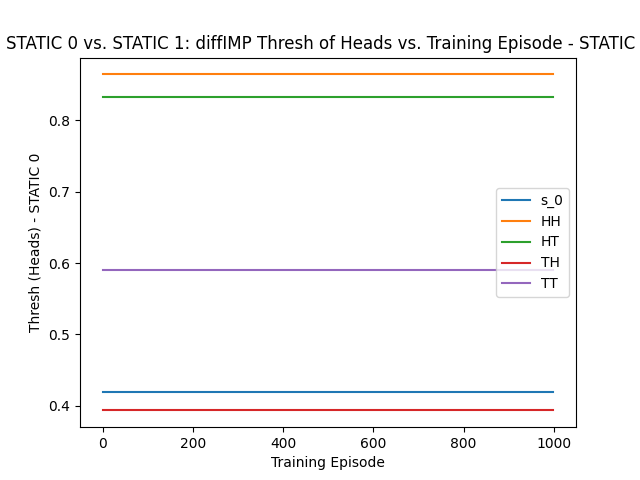 STATIC 0 vs. STATIC 1: diffIMP Thresh of Heads vs. Training Episode - STATIC
Thresh (Heads) - STATIC 0
0.8
0.7
0.6
0.5
0.4
s_0
HH
HT
TH
TT
0 200 400 600 800 1000
Training Episode